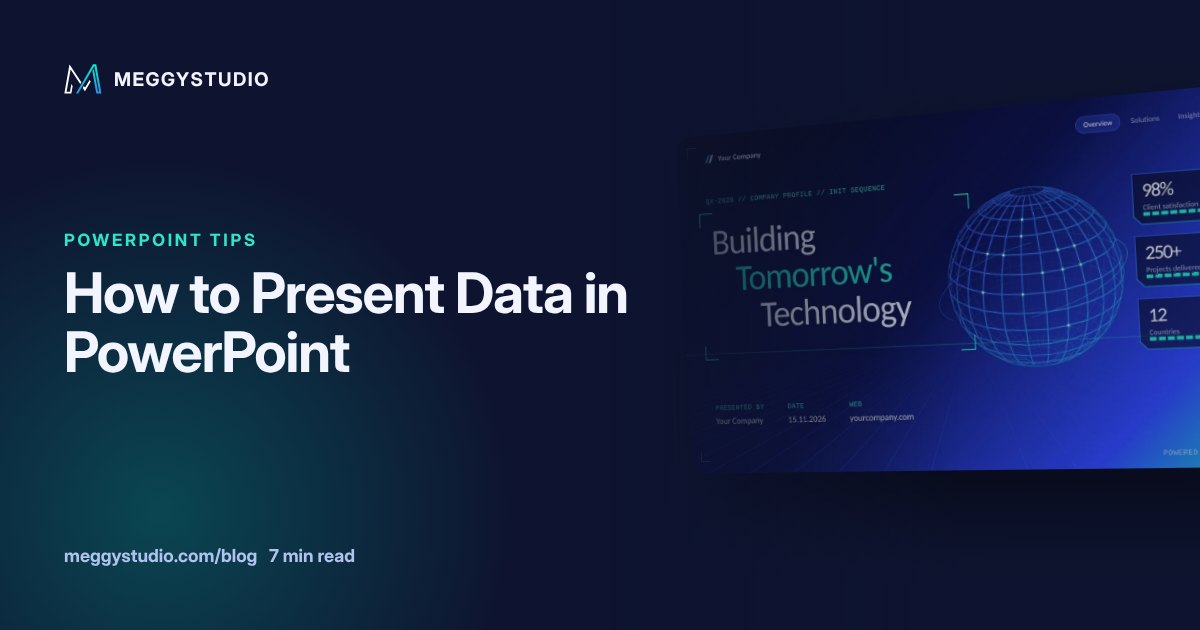 MEGGYSTUDIO
POWERPOINT TIPS
How to Present Data in
PowerPoint
meggystudio.com/blog 7 min read
Your Company
Overview
Solutions
// COMPANY PROFILE // INIT SEQUENCE
Building
Tomorrow's
Technology
98%
Client satisfaction
250+
Projects delivered
12
Countries
PRESENTED BY
Your Company
DATE
15.11.2026
WEB
yourcompany.com
POWERED